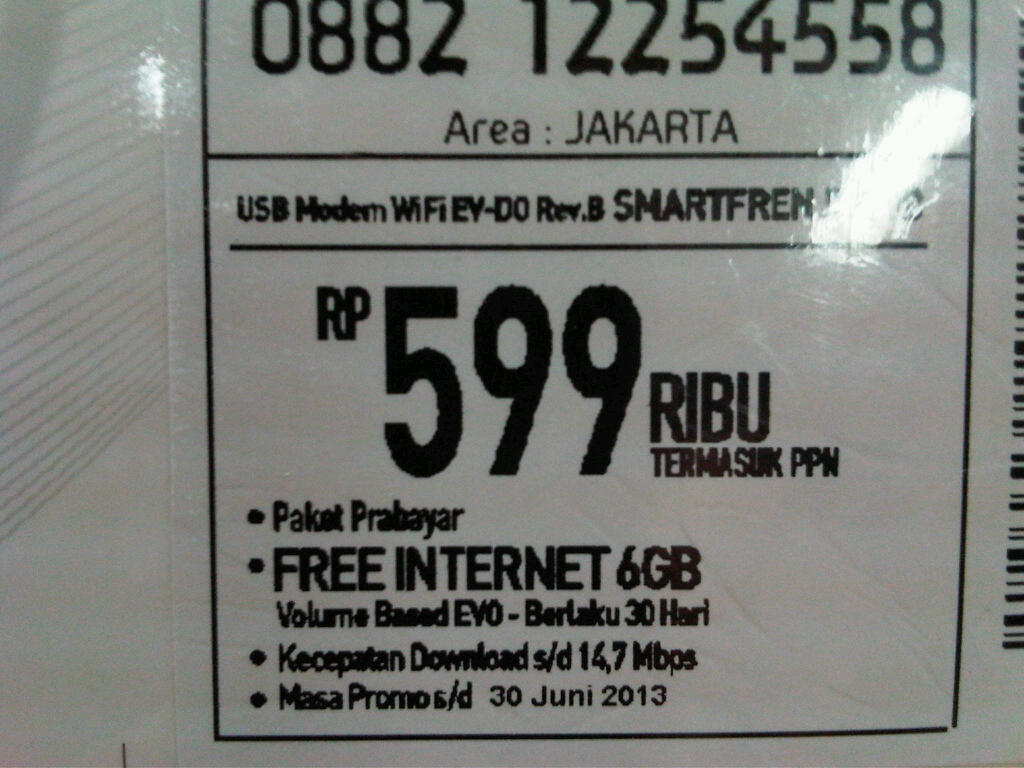 0882 12254558
Area : JAKARTA
USB Modem WiFi EV-DO Rev.B SMARTFREN
RP 599 RIBU
TERMASUK PPN
• Paket Prabayar
• FREE INTERNET 6GB
Volume Based EVO - Berlaku 30 Hari
• Kecepatan Download s/d 14,7 Mbps
• Masa Promo s/d 30 Juni 2013